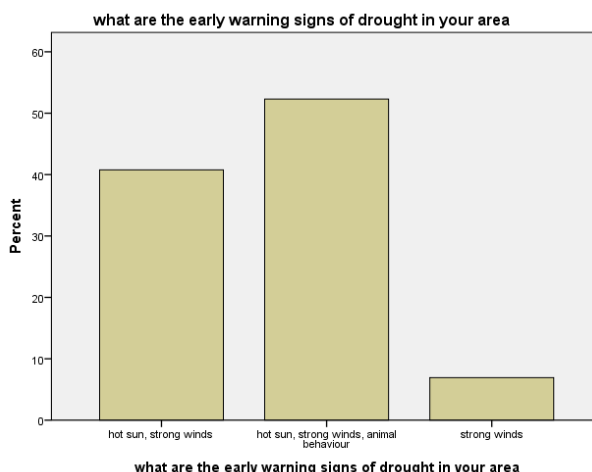 what are the early warning signs of drought in your area
60
50
40
30
20
10
0
Percent
hot sun, strong winds
hot sun, strong winds, animal
behaviour
strong winds
what are the early warning signs of drought in your area